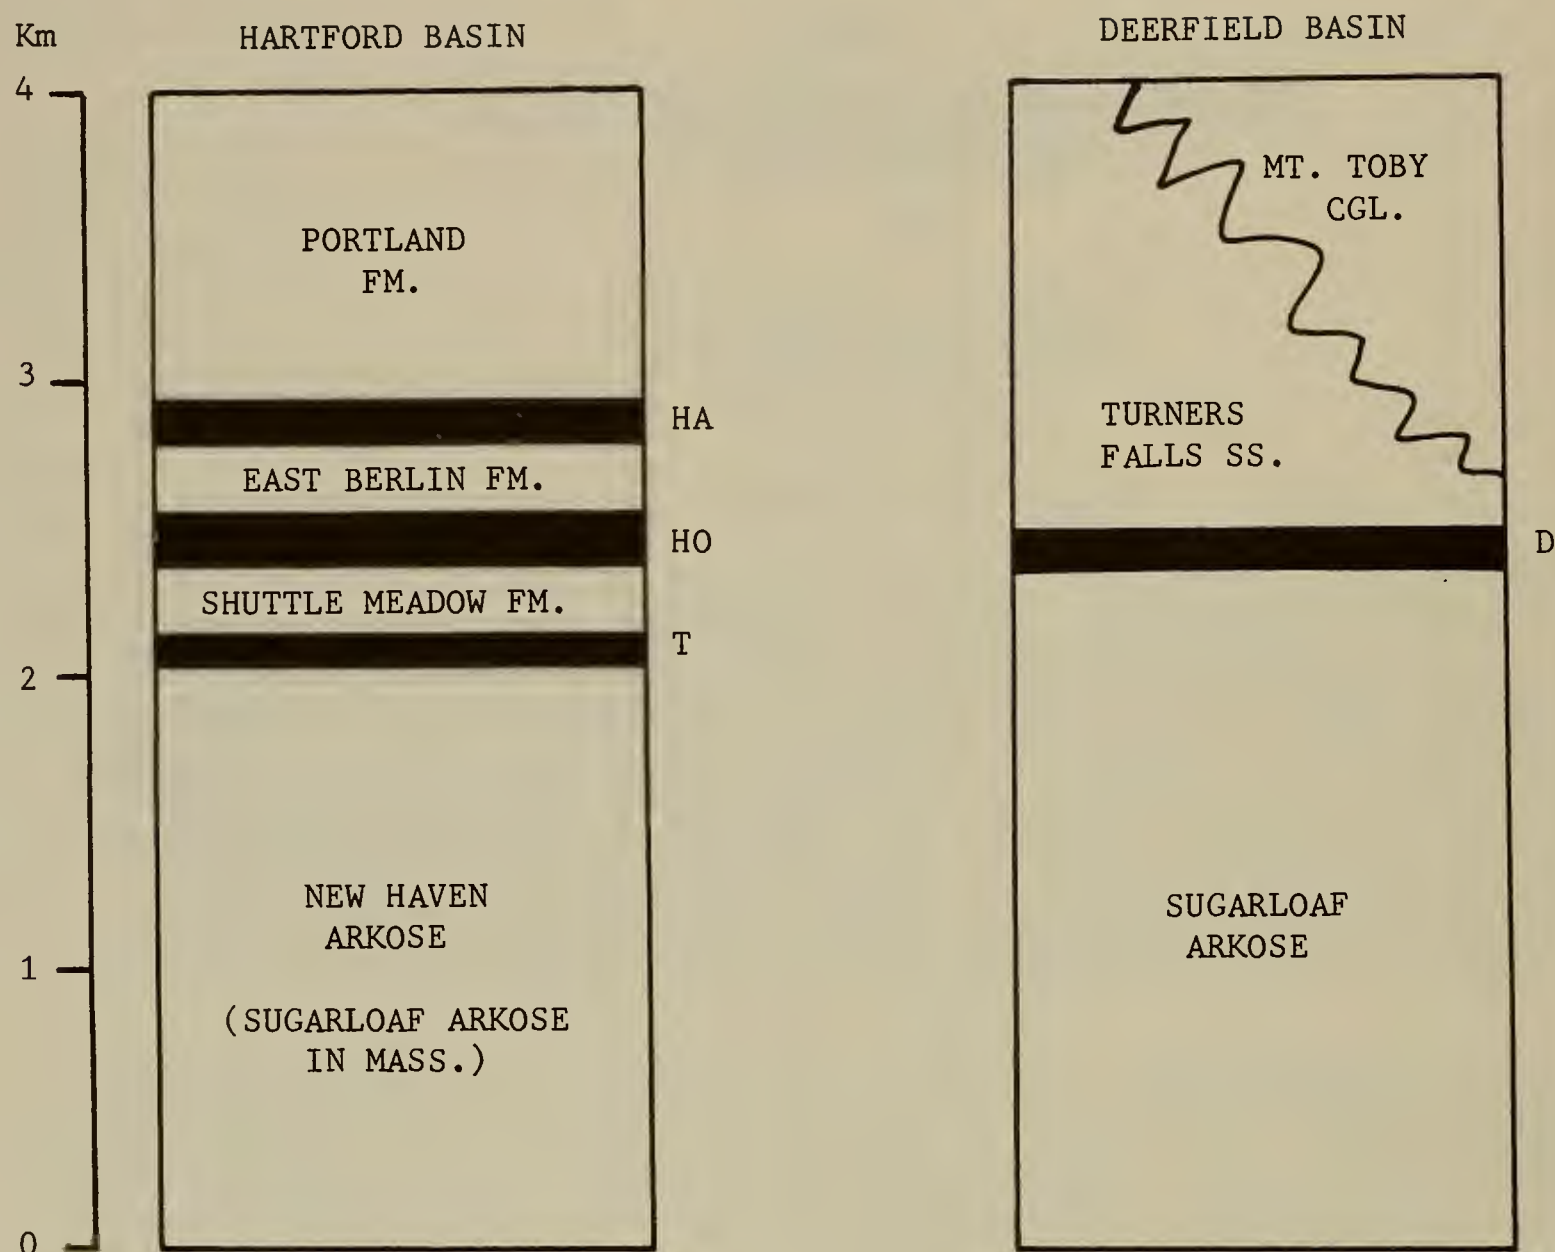 Km
HARTFORD BASIN
DEERFIELD BASIN
4
3
2
1
0
PORTLAND
FM.
HA
EAST BERLIN FM.
HO
SHUTTLE MEADOW FM.
T
NEW HAVEN
ARKOSE
(SUGARLOAF ARKOSE
IN MASS.)
MT. TOBY
CGL.
TURNERS
FALLS SS.
D
SUGARLOAF
ARKOSE